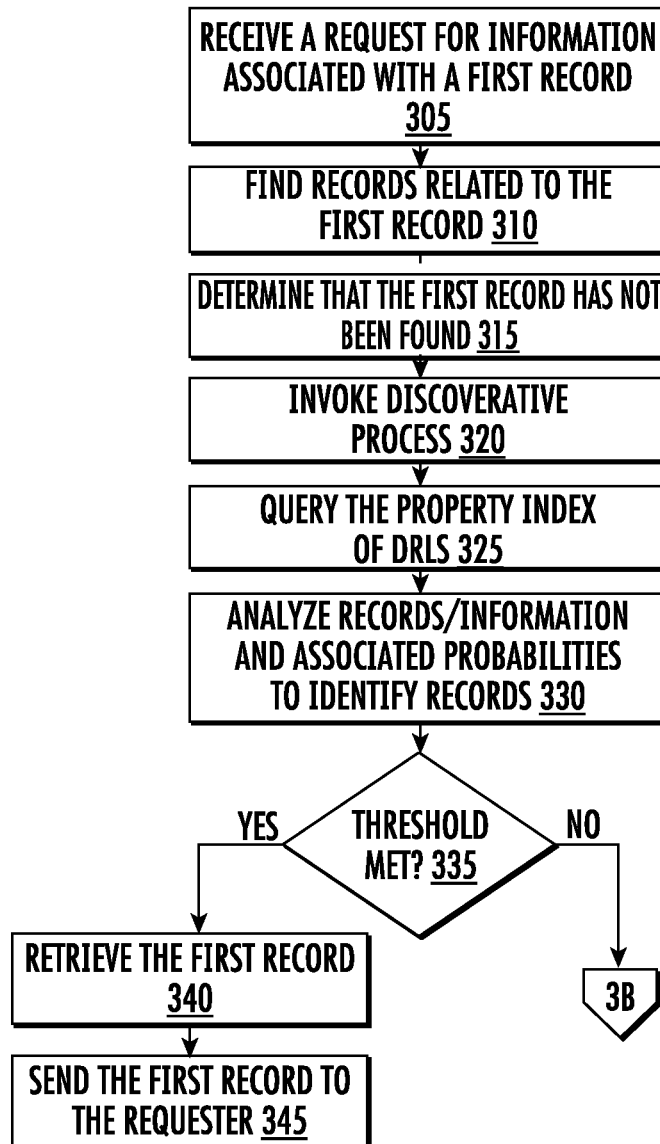 RECEIVE A REQUEST FOR INFORMATION
ASSOCIATED WITH A FIRST RECORD
305
FIND RECORDS RELATED TO THE
FIRST RECORD 310
DETERMINE THAT THE FIRST RECORD HAS NOT
BEEN FOUND 315
INVOKE DISCOVERATIVE
PROCESS 320
QUERY THE PROPERTY INDEX
OF DRLS 325
ANALYZE RECORDS/INFORMATION
AND ASSOCIATED PROBABILITIES
TO IDENTIFY RECORDS 330
YES
THRESHOLD
MET? 335
NO
RETRIEVE THE FIRST RECORD
340
3B
SEND THE FIRST RECORD TO
THE REQUESTER 345